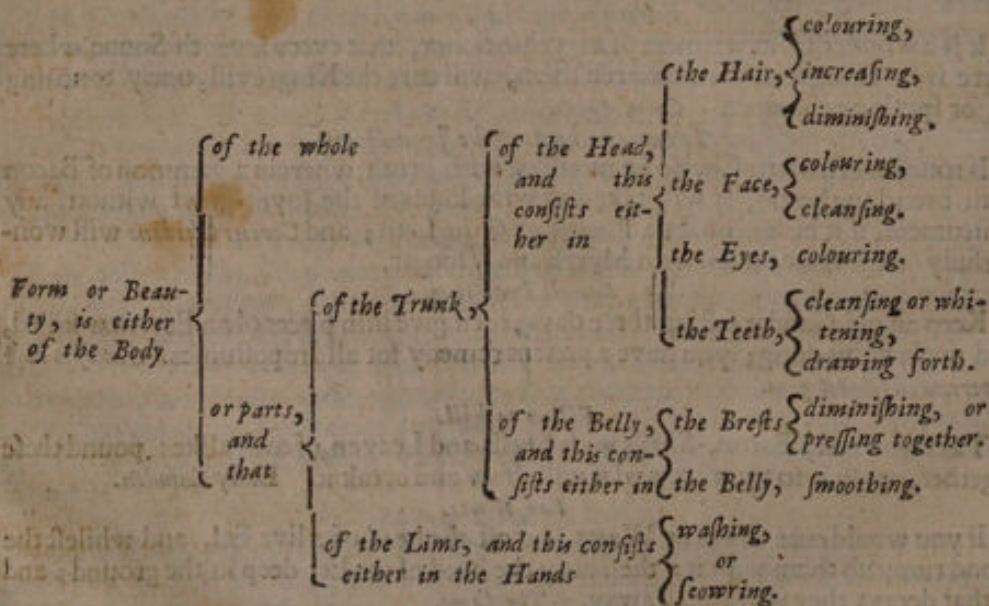 Form or Beau-
ty, is either
of the Body
of the whole
or parts,
and
that
of the Trunk,
of the Head,
and this
conſiſts eit-
her in
the Hair,
colouring,
increaſing,
diminiſhing.
the Face,
colouring,
cleanſing.
the Eyes, colouring.
the Teeth,
cleanſing or whi-
tening,
drawing forth.
of the Belly,
and this con-
ſiſts either in
the Breſts
diminiſhing, or
preſſing together.
the Belly, ſmoothing.
of the Lims, and this conſiſts
either in the Hands
waſhing,
or
ſcowring.